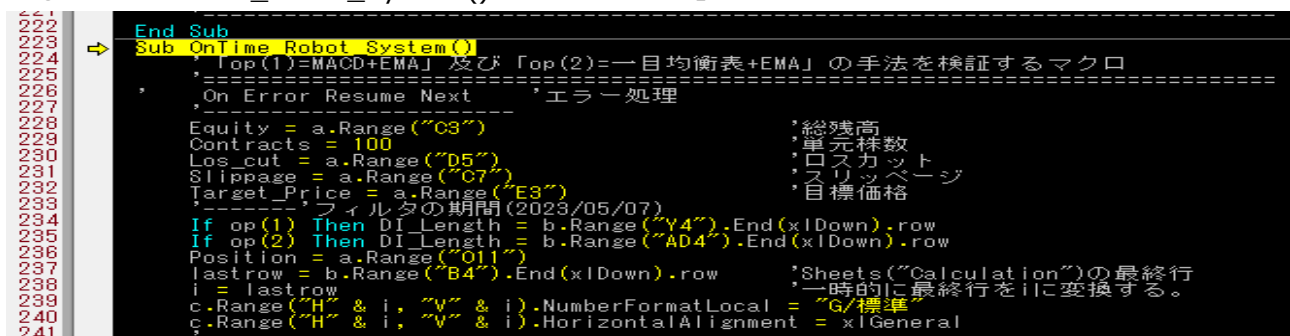 222 End Sub
223 Sub OnTime_Robot_System()
224 '「op(1)=MACD+EMA」及び「op(2)=一目均衡表+EMA」の手法を検証するマクロ
225 '===========================================================================
226 ' 'On Error Resume Next 'エラー処理
227 '-----------------------
228 Equity = a.Range("C3") '総残高
229 Contracts = 100 '単元株数
230 Los_cut = a.Range("D5") 'ロスカット
231 Slippage = a.Range("C7") 'スリッページ
232 Target_Price = a.Range("E3") '目標価格
233 '------'フィルタの期間(2023/05/07)
234 If op(1) Then DI_Length = b.Range("Y4").End(xlDown).row
235 If op(2) Then DI_Length = b.Range("AD4").End(xlDown).row
236 Position = a.Range("O11")
237 lastrow = b.Range("B4").End(xlDown).row 'Sheets("Calculation")の最終行
238 i = lastrow '一時的に最終行をiに変換する。
239 c.Range("H" & i, "V" & i).NumberFormatLocal = "G/標準"
240 c.Range("H" & i, "V" & i).HorizontalAlignment = xlGeneral
241